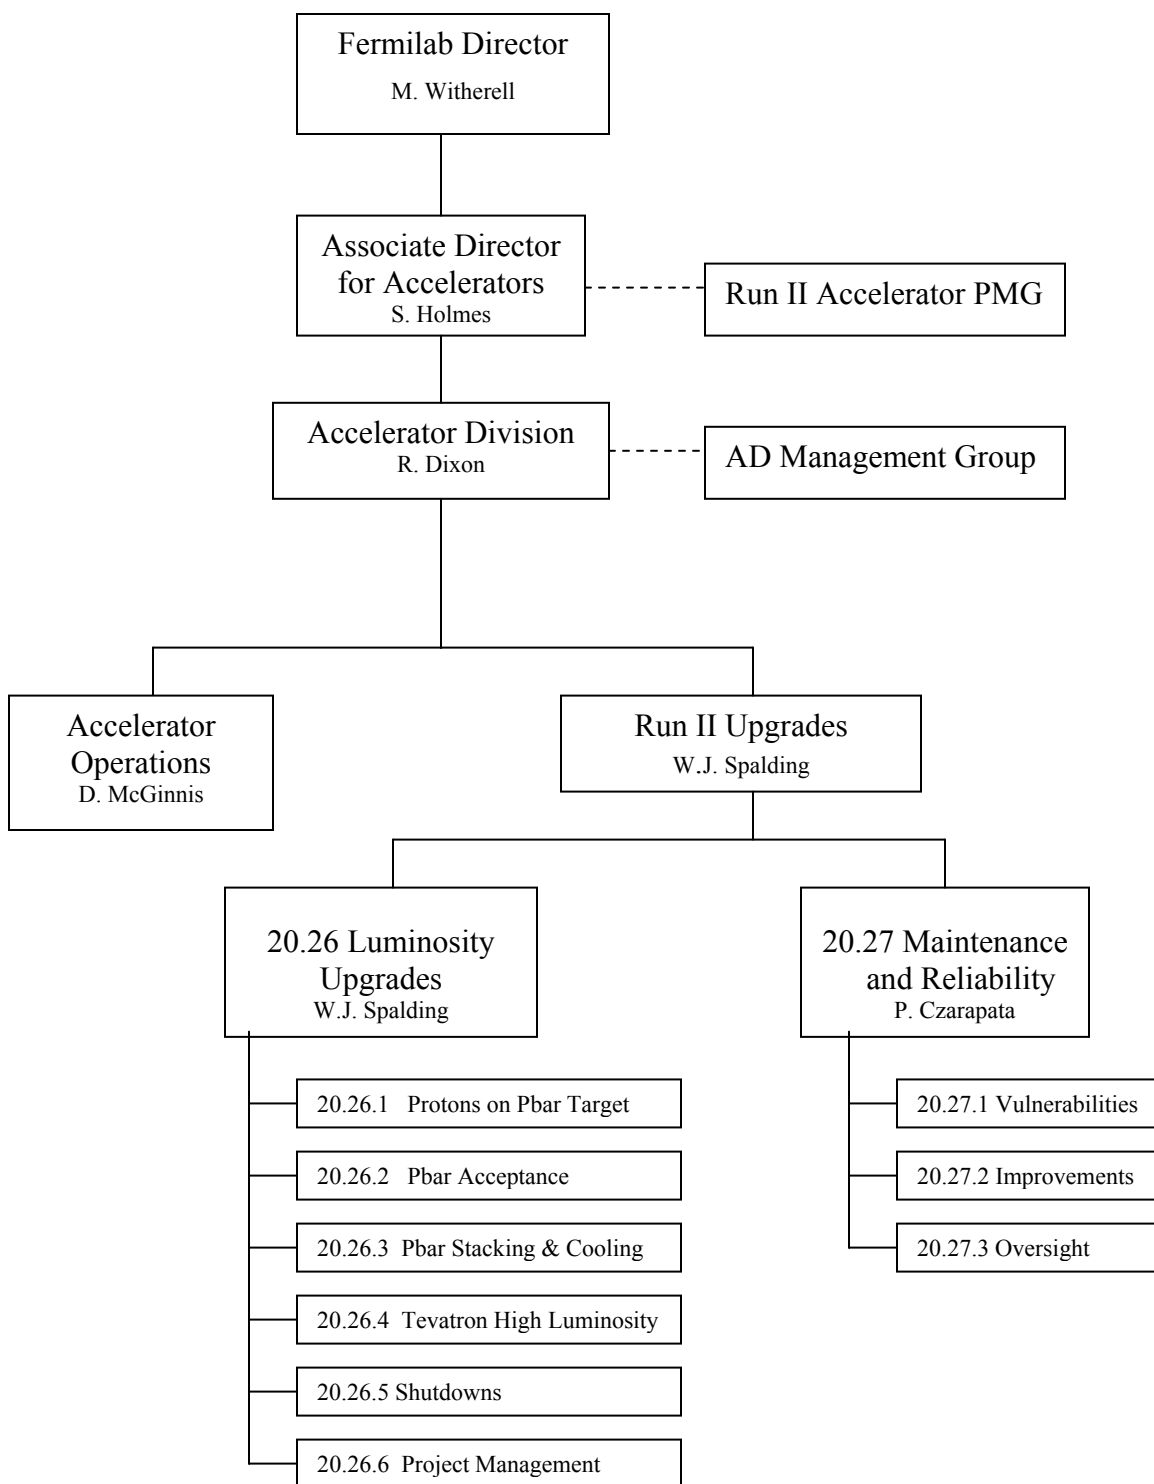 Fermilab Director
M. Witherell
Associate Director
for Accelerators
S. Holmes
Run II Accelerator PMG
Accelerator Division
R. Dixon
AD Management Group
Accelerator
Operations
D. McGinnis
Run II Upgrades
W.J. Spalding
20.26 Luminosity
Upgrades
W.J. Spalding
20.27 Maintenance
and Reliability
P. Czarapata
20.26.1 Protons on Pbar Target
20.26.2 Pbar Acceptance
20.26.3 Pbar Stacking & Cooling
20.26.4 Tevatron High Luminosity
20.26.5 Shutdowns
20.26.6 Project Management
20.27.1 Vulnerabilities
20.27.2 Improvements
20.27.3 Oversight